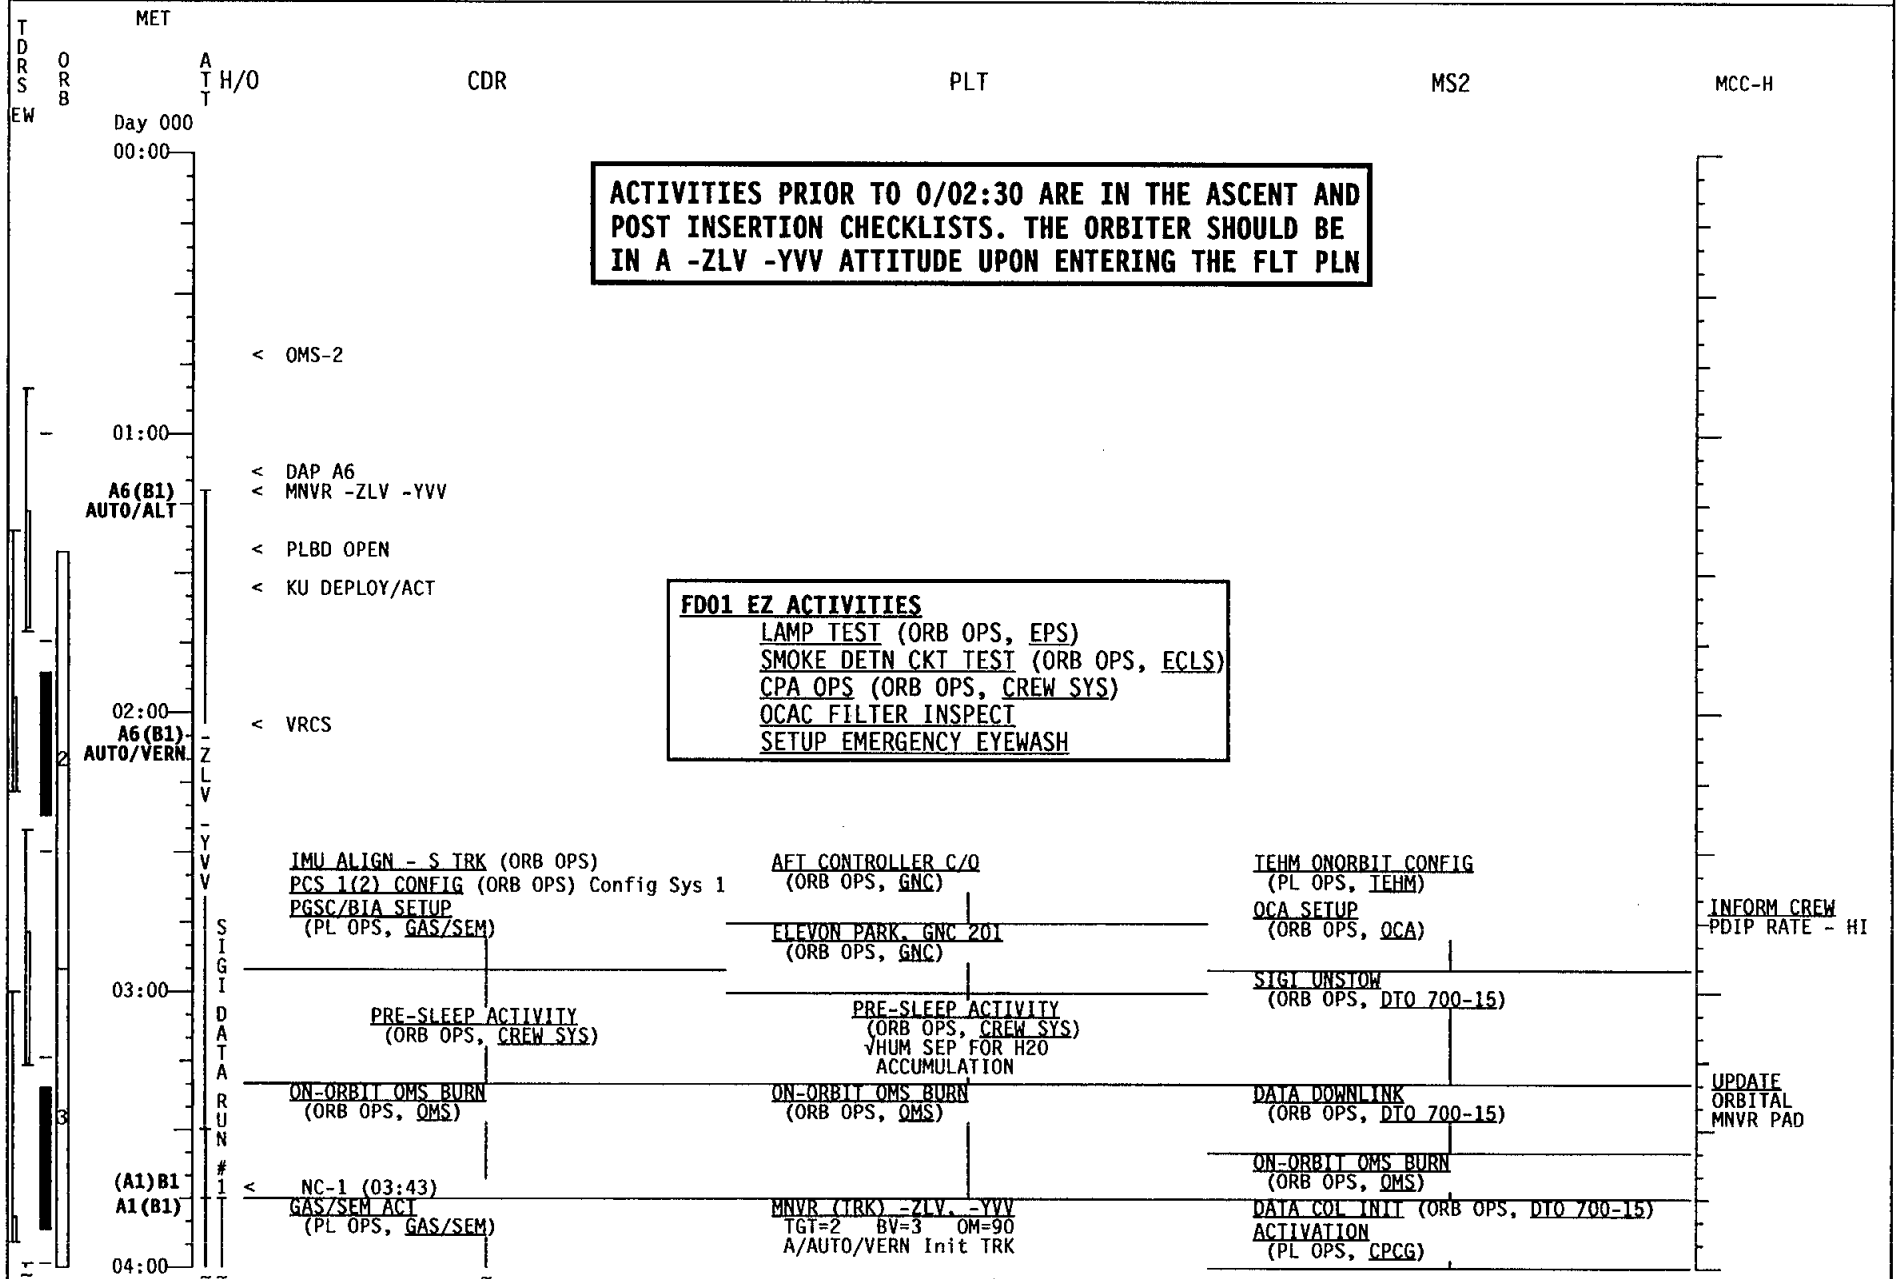 MET
TDRS
EW
ORB
ATT
H/O
CDR
PLT
MS2
MCC-H
Day 000
00:00
ACTIVITIES PRIOR TO 0/02:30 ARE IN THE ASCENT AND
POST INSERTION CHECKLISTS. THE ORBITER SHOULD BE
IN A -ZLV -YVV ATTITUDE UPON ENTERING THE FLT PLN
< OMS-2
01:00
< DAP A6
A6(B1)
< MNVR -ZLV -YVV
AUTO/ALT
< PLBD OPEN
< KU DEPLOY/ACT
FD01 EZ ACTIVITIES
LAMP TEST (ORB OPS, EPS)
SMOKE DETN CKT TEST (ORB OPS, ECLS)
CPA OPS (ORB OPS, CREW SYS)
OCAC FILTER INSPECT
SETUP EMERGENCY EYEWASH
02:00
< VRCS
A6(B1)
AUTO/VERN
2
-ZLV -YVV
SIGI DATA RUN #1
IMU ALIGN - S TRK (ORB OPS)
PCS 1(2) CONFIG (ORB OPS) Config Sys 1
PGSC/BIA SETUP
(PL OPS, GAS/SEM)
AFT CONTROLLER C/O
(ORB OPS, GNC)
ELEVON PARK, GNC 201
(ORB OPS, GNC)
TEHM ONORBIT CONFIG
(PL OPS, TEHM)
OCA SETUP
(ORB OPS, OCA)
INFORM CREW
PDIP RATE - HI
SIGI UNSTOW
(ORB OPS, DTO 700-15)
03:00
PRE-SLEEP ACTIVITY
(ORB OPS, CREW SYS)
PRE-SLEEP ACTIVITY
(ORB OPS, CREW SYS)
√HUM SEP FOR H2O
ACCUMULATION
3
ON-ORBIT OMS BURN
(ORB OPS, OMS)
ON-ORBIT OMS BURN
(ORB OPS, OMS)
DATA DOWNLINK
(ORB OPS, DTO 700-15)
UPDATE
ORBITAL
MNVR PAD
ON-ORBIT OMS BURN
(ORB OPS, OMS)
(A1)B1
< NC-1 (03:43)
A1(B1)
GAS/SEM ACT
(PL OPS, GAS/SEM)
MNVR (TRK) -ZLV, -YVV
TGT=2 BV=3 OM=90
A/AUTO/VERN Init TRK
DATA COL INIT (ORB OPS, DTO 700-15)
ACTIVATION
(PL OPS, CPCG)
04:00